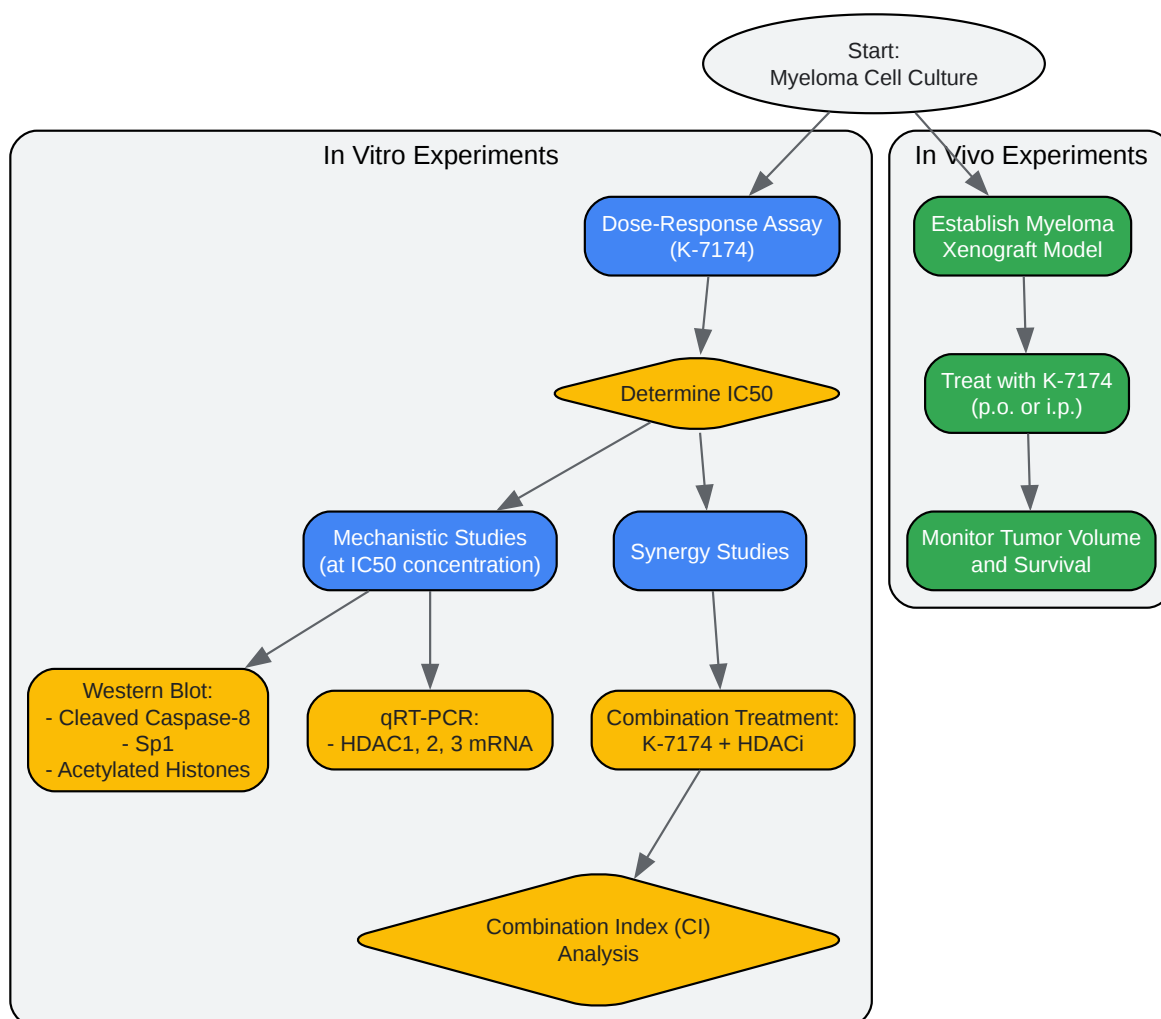 Start:
Myeloma Cell Culture
In Vitro Experiments
Dose-Response Assay
(K-7174)
Determine IC50
Mechanistic Studies
(at IC50 concentration)
Synergy Studies
Western Blot:
- Cleaved Caspase-8
- Sp1
- Acetylated Histones
qRT-PCR:
- HDAC1, 2, 3 mRNA
Combination Treatment:
K-7174 + HDACi
Combination Index (CI)
Analysis
In Vivo Experiments
Establish Myeloma
Xenograft Model
Treat with K-7174
(p.o. or i.p.)
Monitor Tumor Volume
and Survival